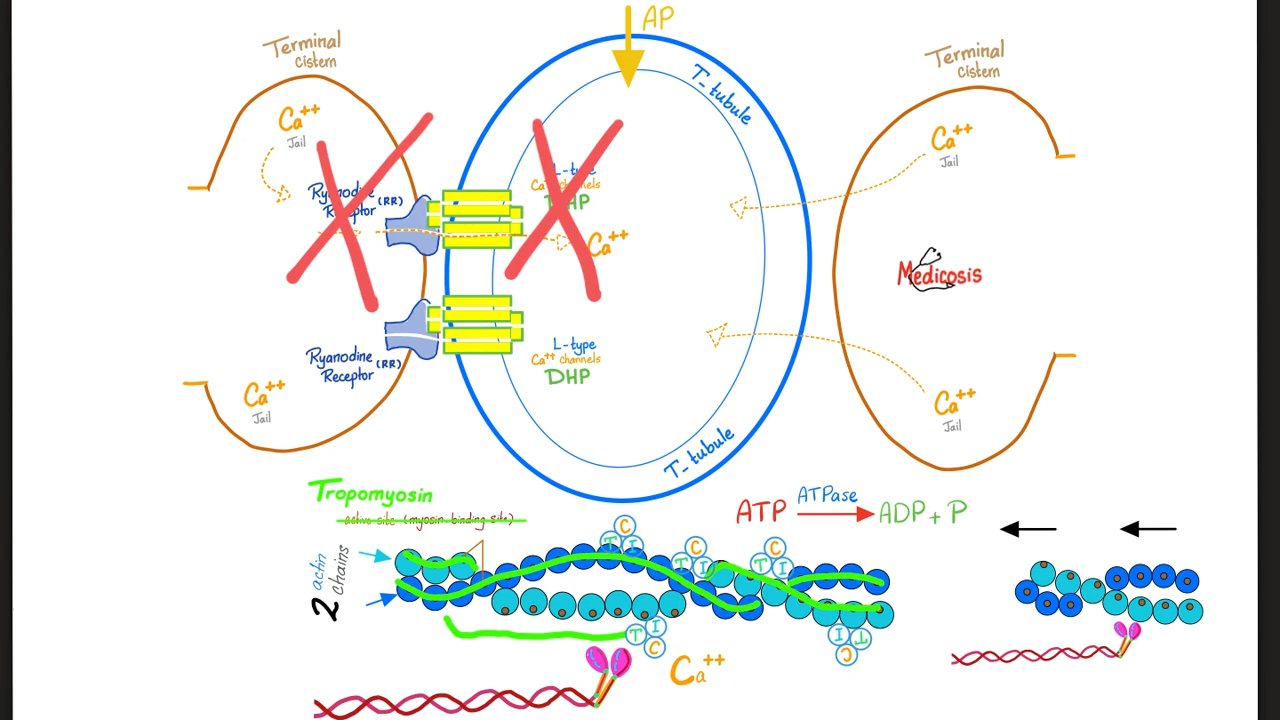 AP
Terminal
cistern
Ca++
Jail
Ryanodine
Receptor
(RR)
L-type
Ca++ channels
DHP
Ca++
T-tubule
Terminal
cistern
Ca++
Jail
Medicosis
Ryanodine
Receptor
(RR)
L-type
Ca++ channels
DHP
Ca++
Jail
T-tubule
Ca++
Jail
Tropomyosin
active site (myosin binding site)
2 actin
chains
ATP
ATPase
ADP + P
C
T I
C
T I
C
T I
T I
C
I T
C
Ca++